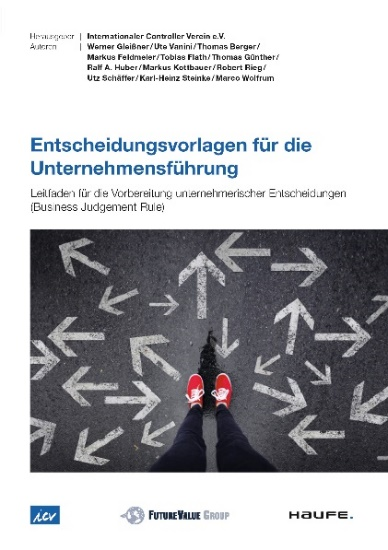 Herausgeber | Internationaler Controller Verein e.V.
Autoren | Werner Gleißner/Ute Vanini/Thomas Berger/
Markus Feldmeier/Tobias Flath/Thomas Günther/
Ralf A. Huber/Markus Kottbauer/Robert Rieg/
Utz Schäffer/Karl-Heinz Steinke/Marco Wolfrum
Entscheidungsvorlagen für die
Unternehmensführung
Leitfaden für die Vorbereitung unternehmerischer Entscheidungen
(Business Judgement Rule)
icv
FUTUREVALUE GROUP
HAUFE.